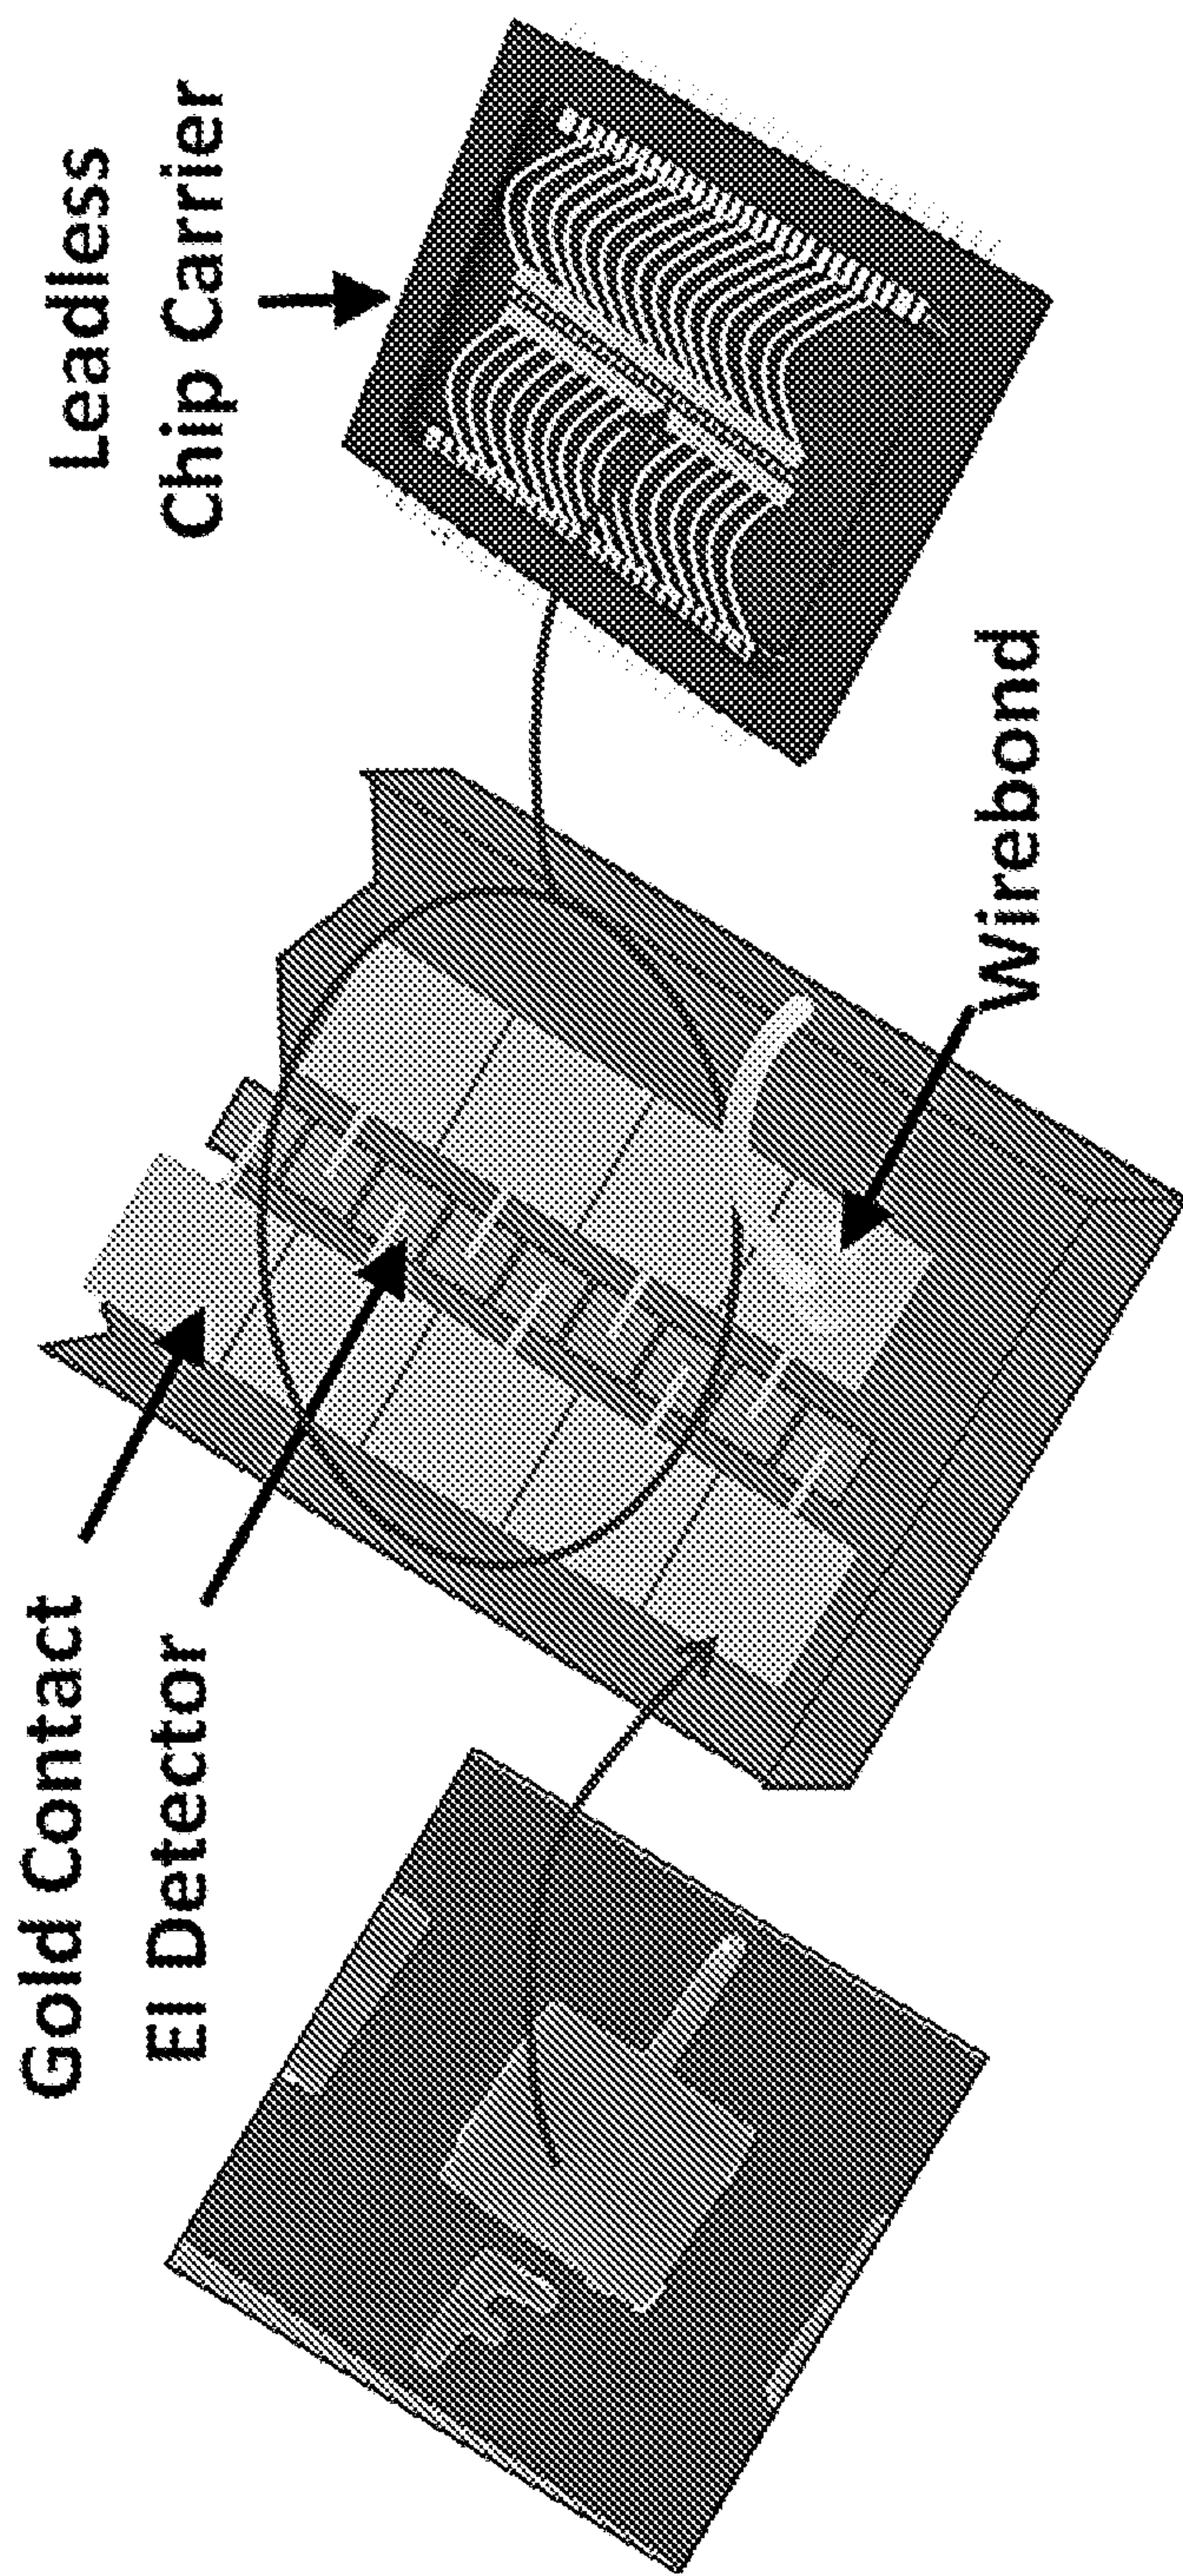 Gold Contact
EI Detector
Leadless
Chip Carrier
Wirebond